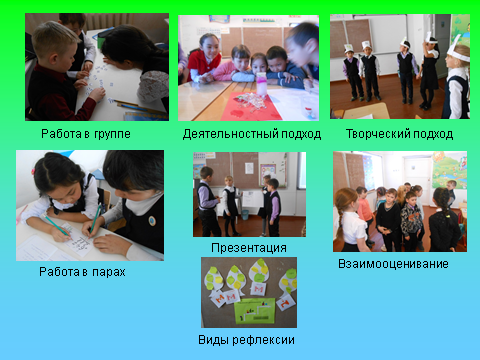 Работа в группе
Деятельностный подход
Творческий подход
Работа в парах
Презентация
Взаимооценивание
Виды рефлексии